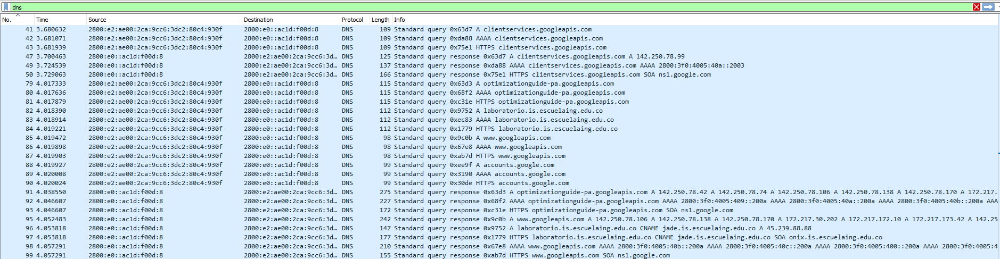 dns
No. Time Source Destination Protocol Length Info
41 3.680632 2800:e2:ae00:2ca:9cc6:3dc2:80c4:930f 2800:e0::ac1d:f00d:8 DNS 109 Standard query 0x63d7 A clientservices.googleapis.com
42 3.681071 2800:e2:ae00:2ca:9cc6:3dc2:80c4:930f 2800:e0::ac1d:f00d:8 DNS 109 Standard query 0xda88 AAAA clientservices.googleapis.com
43 3.681939 2800:e2:ae00:2ca:9cc6:3dc2:80c4:930f 2800:e0::ac1d:f00d:8 DNS 109 Standard query 0x75e1 HTTPS clientservices.googleapis.com
47 3.700463 2800:e0::ac1d:f00d:8 2800:e2:ae00:2ca:9cc6:3d… DNS 125 Standard query response 0x63d7 A clientservices.googleapis.com A 142.250.78.99
49 3.724539 2800:e0::ac1d:f00d:8 2800:e2:ae00:2ca:9cc6:3d… DNS 137 Standard query response 0xda88 AAAA clientservices.googleapis.com AAAA 2800:3f0:4005:40a::2003
50 3.729063 2800:e0::ac1d:f00d:8 2800:e2:ae00:2ca:9cc6:3d… DNS 166 Standard query response 0x75e1 HTTPS clientservices.googleapis.com SOA ns1.google.com
79 4.017333 2800:e2:ae00:2ca:9cc6:3dc2:80c4:930f 2800:e0::ac1d:f00d:8 DNS 115 Standard query 0x63d3 A optimizationguide-pa.googleapis.com
80 4.017636 2800:e2:ae00:2ca:9cc6:3dc2:80c4:930f 2800:e0::ac1d:f00d:8 DNS 115 Standard query 0x68f2 AAAA optimizationguide-pa.googleapis.com
81 4.017879 2800:e2:ae00:2ca:9cc6:3dc2:80c4:930f 2800:e0::ac1d:f00d:8 DNS 115 Standard query 0xc31e HTTPS optimizationguide-pa.googleapis.com
82 4.018390 2800:e2:ae00:2ca:9cc6:3dc2:80c4:930f 2800:e0::ac1d:f00d:8 DNS 112 Standard query 0x9752 A laboratorio.is.escuelaing.edu.co
83 4.018914 2800:e2:ae00:2ca:9cc6:3dc2:80c4:930f 2800:e0::ac1d:f00d:8 DNS 112 Standard query 0xec83 AAAA laboratorio.is.escuelaing.edu.co
84 4.019221 2800:e2:ae00:2ca:9cc6:3dc2:80c4:930f 2800:e0::ac1d:f00d:8 DNS 112 Standard query 0x1779 HTTPS laboratorio.is.escuelaing.edu.co
85 4.019472 2800:e2:ae00:2ca:9cc6:3dc2:80c4:930f 2800:e0::ac1d:f00d:8 DNS 98 Standard query 0x9c0b A www.googleapis.com
86 4.019898 2800:e2:ae00:2ca:9cc6:3dc2:80c4:930f 2800:e0::ac1d:f00d:8 DNS 98 Standard query 0x67e8 AAAA www.googleapis.com
87 4.019903 2800:e2:ae00:2ca:9cc6:3dc2:80c4:930f 2800:e0::ac1d:f00d:8 DNS 98 Standard query 0xab7d HTTPS www.googleapis.com
88 4.019927 2800:e2:ae00:2ca:9cc6:3dc2:80c4:930f 2800:e0::ac1d:f00d:8 DNS 99 Standard query 0xee9f A accounts.google.com
89 4.020008 2800:e2:ae00:2ca:9cc6:3dc2:80c4:930f 2800:e0::ac1d:f00d:8 DNS 99 Standard query 0x3190 AAAA accounts.google.com
90 4.020024 2800:e2:ae00:2ca:9cc6:3dc2:80c4:930f 2800:e0::ac1d:f00d:8 DNS 99 Standard query 0x30de HTTPS accounts.google.com
91 4.038550 2800:e0::ac1d:f00d:8 2800:e2:ae00:2ca:9cc6:3d… DNS 275 Standard query response 0x63d3 A optimizationguide-pa.googleapis.com A 142.250.78.42 A 142.250.78.74 A 142.250.78.106 A 142.250.78.138 A 142.250.78.170 A 172.217.
92 4.046607 2800:e0::ac1d:f00d:8 2800:e2:ae00:2ca:9cc6:3d… DNS 227 Standard query response 0x68f2 AAAA optimizationguide-pa.googleapis.com AAAA 2800:3f0:4005:409::200a AAAA 2800:3f0:4005:40a::200a AAAA 2800:3f0:4005:40b::200a AAA
93 4.046607 2800:e0::ac1d:f00d:8 2800:e2:ae00:2ca:9cc6:3d… DNS 172 Standard query response 0xc31e HTTPS optimizationguide-pa.googleapis.com SOA ns1.google.com
95 4.052483 2800:e0::ac1d:f00d:8 2800:e2:ae00:2ca:9cc6:3d… DNS 242 Standard query response 0x9c0b A www.googleapis.com A 142.250.78.106 A 142.250.78.138 A 142.250.78.170 A 172.217.30.202 A 172.217.172.10 A 172.217.173.42 A 142.25
96 4.053818 2800:e0::ac1d:f00d:8 2800:e2:ae00:2ca:9cc6:3d… DNS 147 Standard query response 0x9752 A laboratorio.is.escuelaing.edu.co CNAME jade.is.escuelaing.edu.co A 45.239.88.88
97 4.053818 2800:e0::ac1d:f00d:8 2800:e2:ae00:2ca:9cc6:3d… DNS 177 Standard query response 0x1779 HTTPS laboratorio.is.escuelaing.edu.co CNAME jade.is.escuelaing.edu.co SOA onix.is.escuelaing.edu.co
98 4.057291 2800:e0::ac1d:f00d:8 2800:e2:ae00:2ca:9cc6:3d… DNS 210 Standard query response 0x67e8 AAAA www.googleapis.com AAAA 2800:3f0:4005:40b::200a AAAA 2800:3f0:4005:40c::200a AAAA 2800:3f0:4005:400::200a AAAA 2800:3f0:4005:4
99 4.057291 2800:e0::ac1d:f00d:8 2800:e2:ae00:2ca:9cc6:3d… DNS 155 Standard query response 0xab7d HTTPS www.googleapis.com SOA ns1.google.com